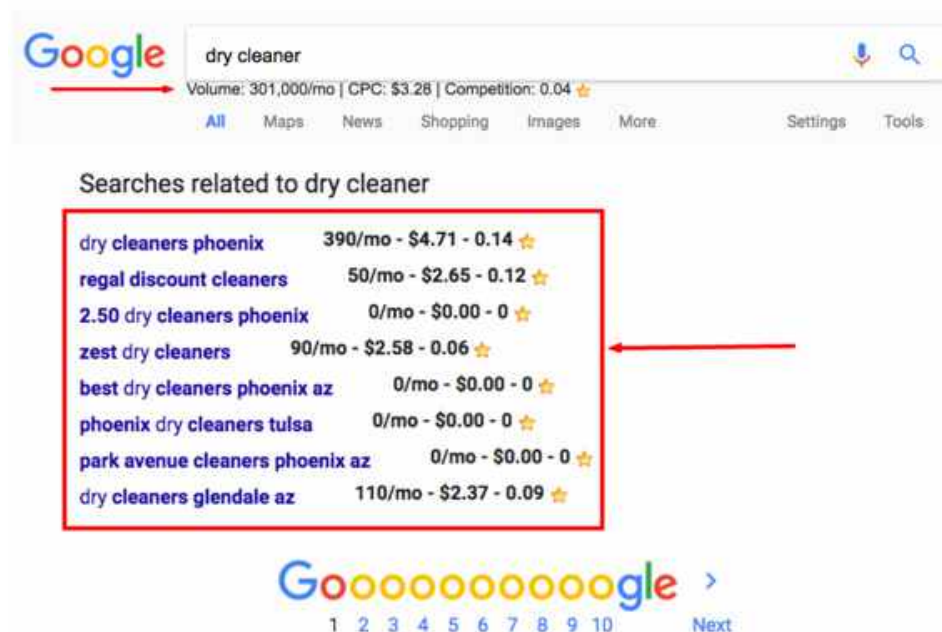 Google dry cleaner
Volume: 301,000/mo | CPC: $3.28 | Competition: 0.04
All Maps News Shopping Images More Settings Tools
Searches related to dry cleaner
dry cleaners phoenix 390/mo - $4.71 - 0.14
regal discount cleaners 50/mo - $2.65 - 0.12
2.50 dry cleaners phoenix 0/mo - $0.00 - 0
zest dry cleaners 90/mo - $2.58 - 0.06
best dry cleaners phoenix az 0/mo - $0.00 - 0
phoenix dry cleaners tulsa 0/mo - $0.00 - 0
park avenue cleaners phoenix az 0/mo - $0.00 - 0
dry cleaners glendale az 110/mo - $2.37 - 0.09
Goooooooooogle >
1 2 3 4 5 6 7 8 9 10 Next